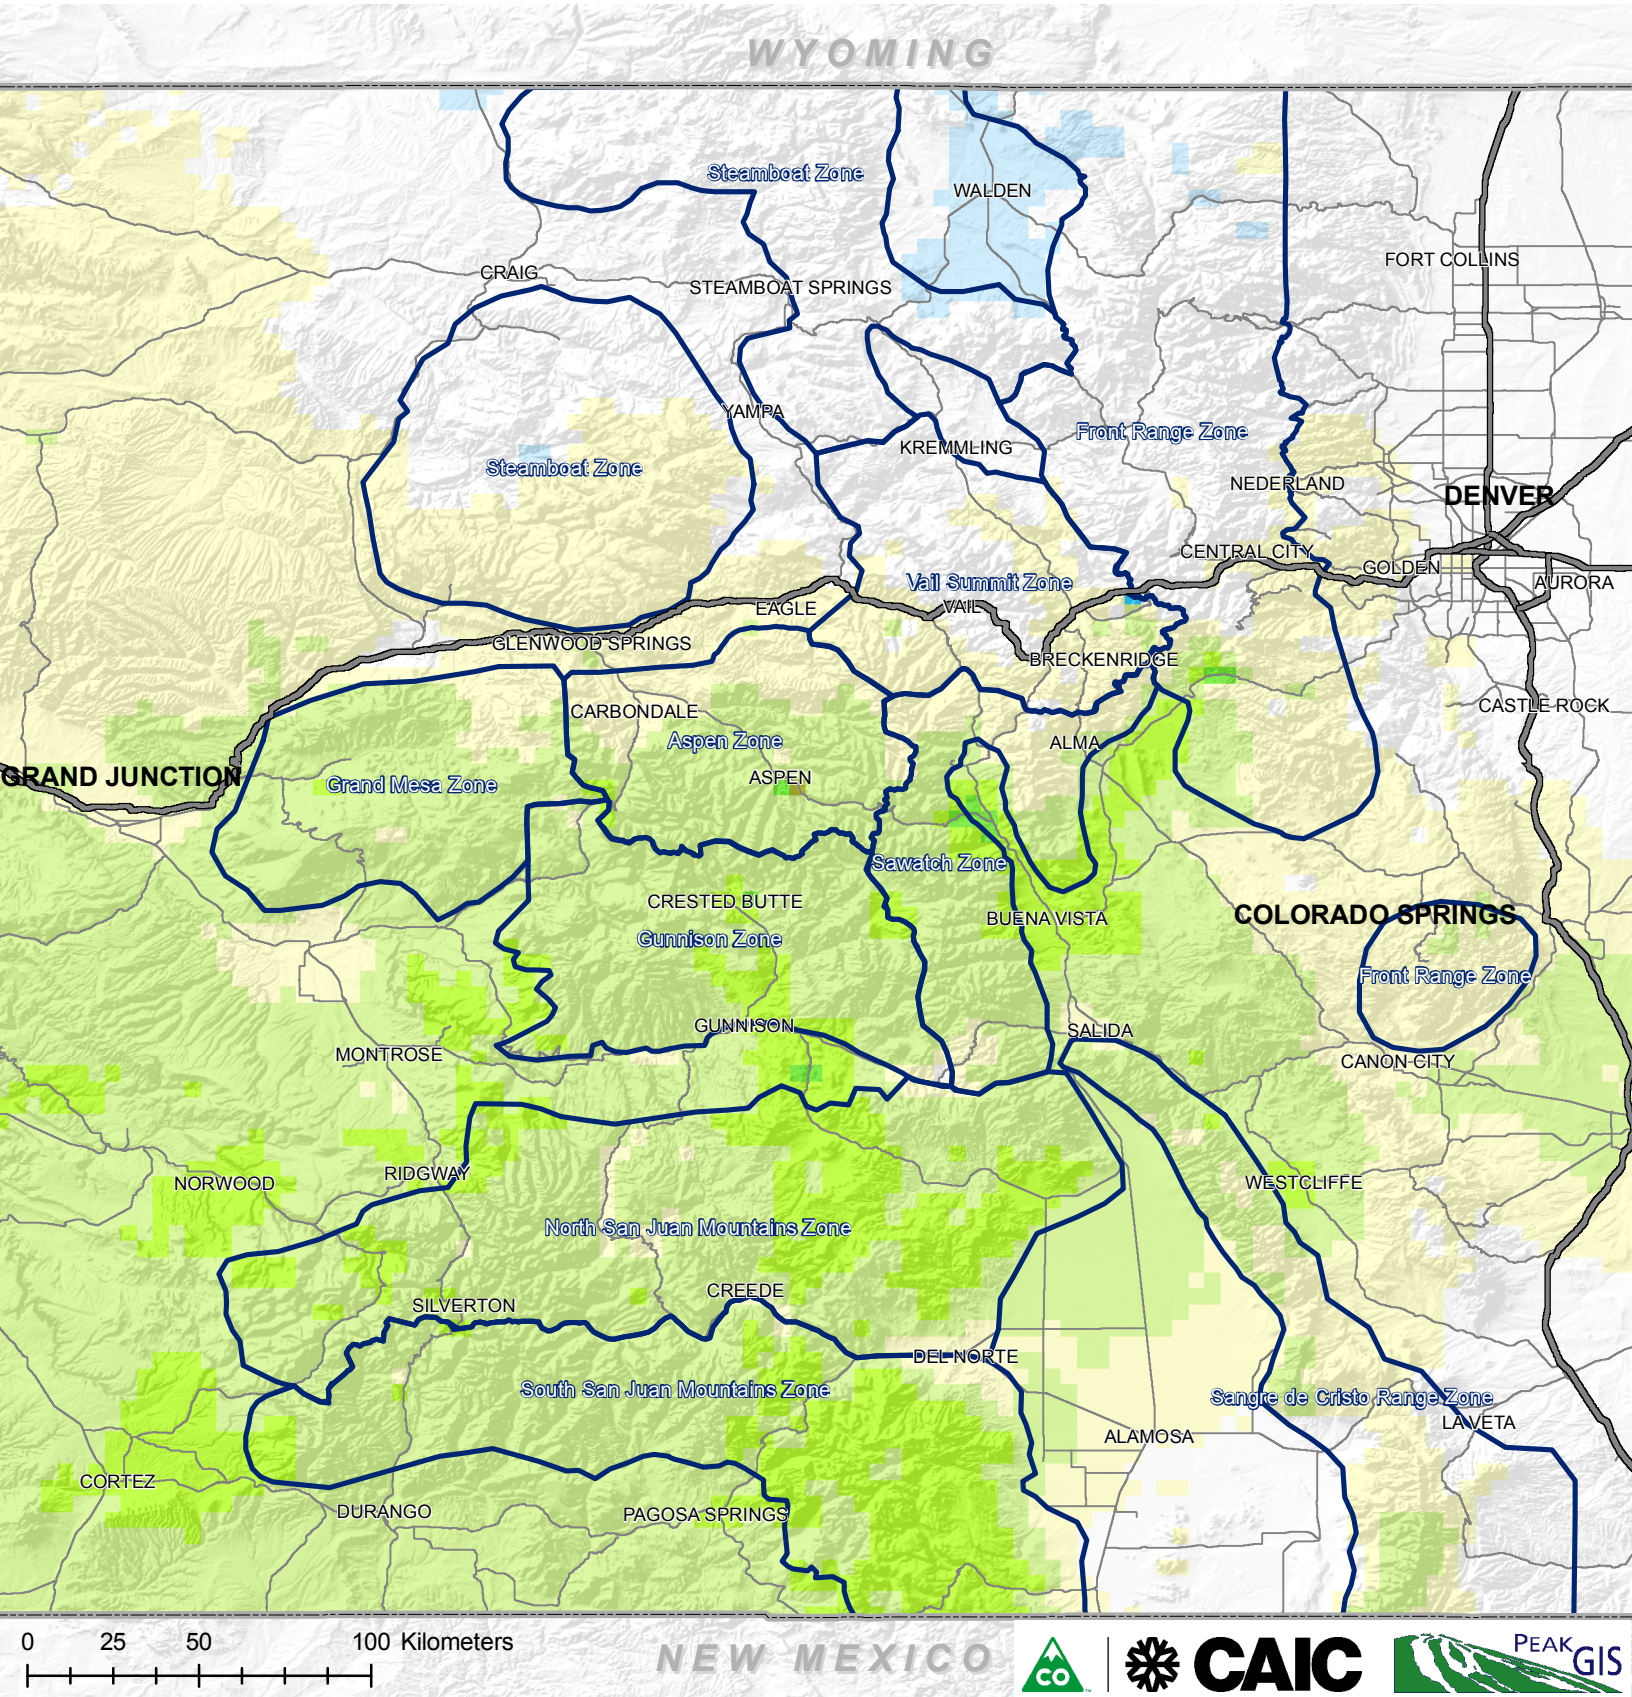 WYOMING
Steamboat Zone
WALDEN
FORT COLLINS
CRAIG
STEAMBOAT SPRINGS
YAMPA
Front Range Zone
KREMMLING
Steamboat Zone
NEDERLAND
DENVER
CENTRAL CITY
GOLDEN
AURORA
Vail Summit Zone
EAGLE
VAIL
GLENWOOD SPRINGS
BRECKENRIDGE
CARBONDALE
CASTLE ROCK
Aspen Zone
ALMA
GRAND JUNCTION
ASPEN
Grand Mesa Zone
Sawatch Zone
CRESTED BUTTE
BUENA VISTA
COLORADO SPRINGS
Gunnison Zone
Front Range Zone
GUNNISON
SALIDA
MONTROSE
CANON CITY
RIDGWAY
NORWOOD
WESTCLIFFE
North San Juan Mountains Zone
CREEDE
SILVERTON
DEL NORTE
South San Juan Mountains Zone
Sangre de Cristo Range Zone
LA VETA
ALAMOSA
CORTEZ
DURANGO
PAGOSA SPRINGS
0 25 50 100 Kilometers
NEW MEXICO
CO
CAIC
PEAK
GIS